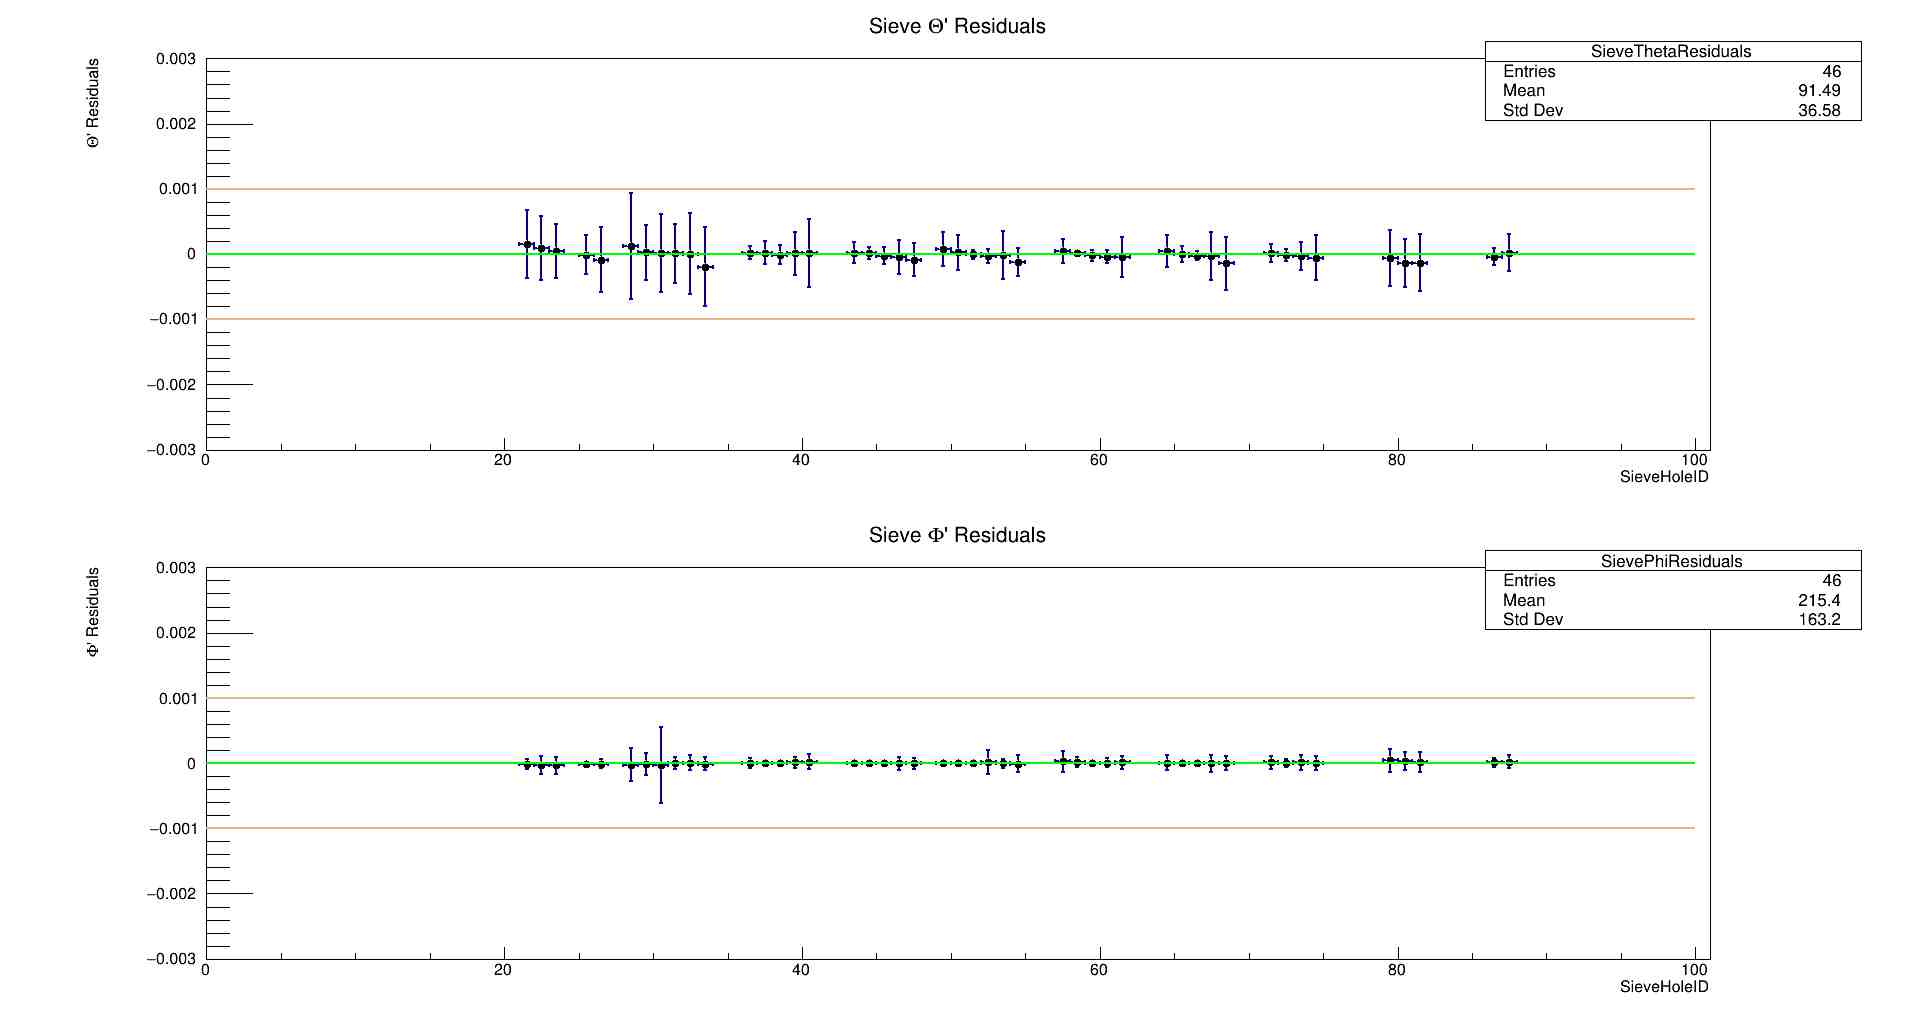 Sieve Θ' Residuals
Θ' Residuals
0.003
0.002
0.001
0
−0.001
−0.002
−0.003
0 20 40 60 80 100
SieveHoleID
SieveThetaResiduals
Entries 46
Mean 91.49
Std Dev 36.58
Sieve Φ' Residuals
Φ' Residuals
0.003
0.002
0.001
0
−0.001
−0.002
−0.003
0 20 40 60 80 100
SieveHoleID
SievePhiResiduals
Entries 46
Mean 215.4
Std Dev 163.2